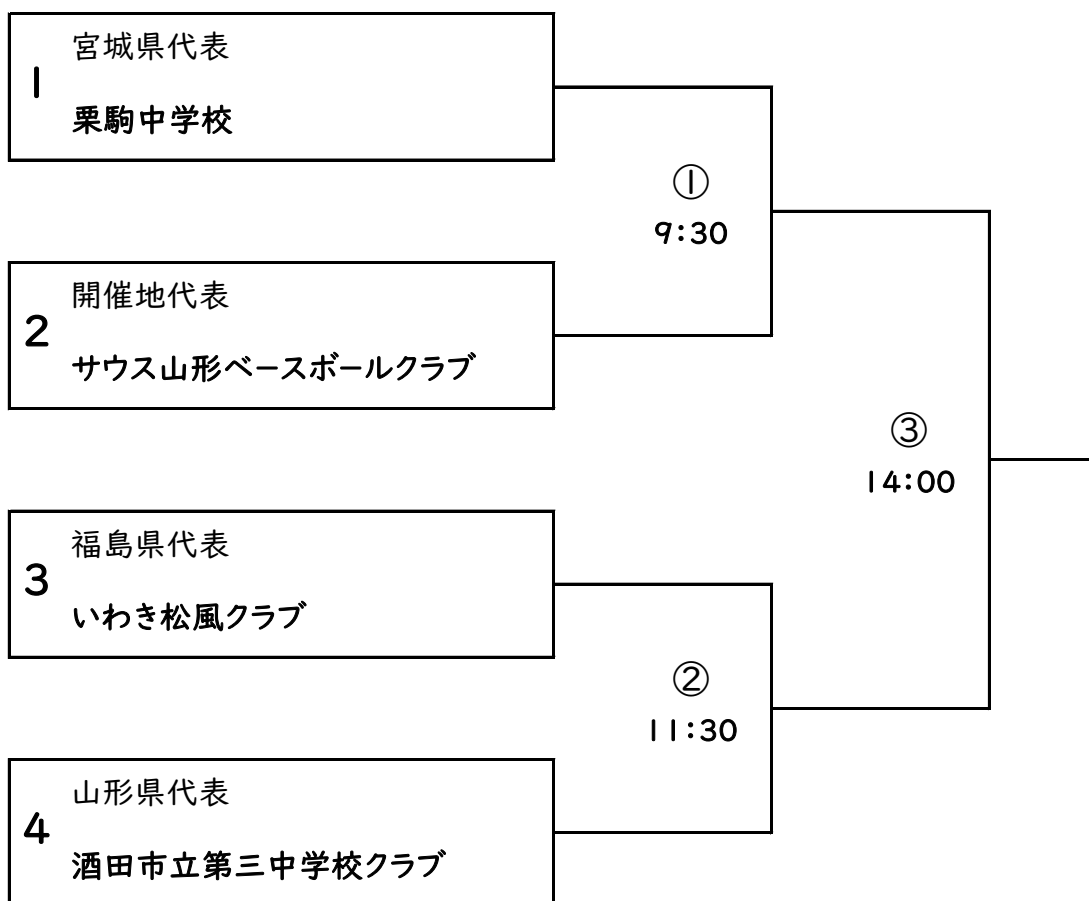 1
宮城県代表
栗駒中学校
①
9:30
2
開催地代表
サウス山形ベースボールクラブ
③
14:00
3
福島県代表
いわき松風クラブ
②
11:30
4
山形県代表
酒田市立第三中学校クラブ